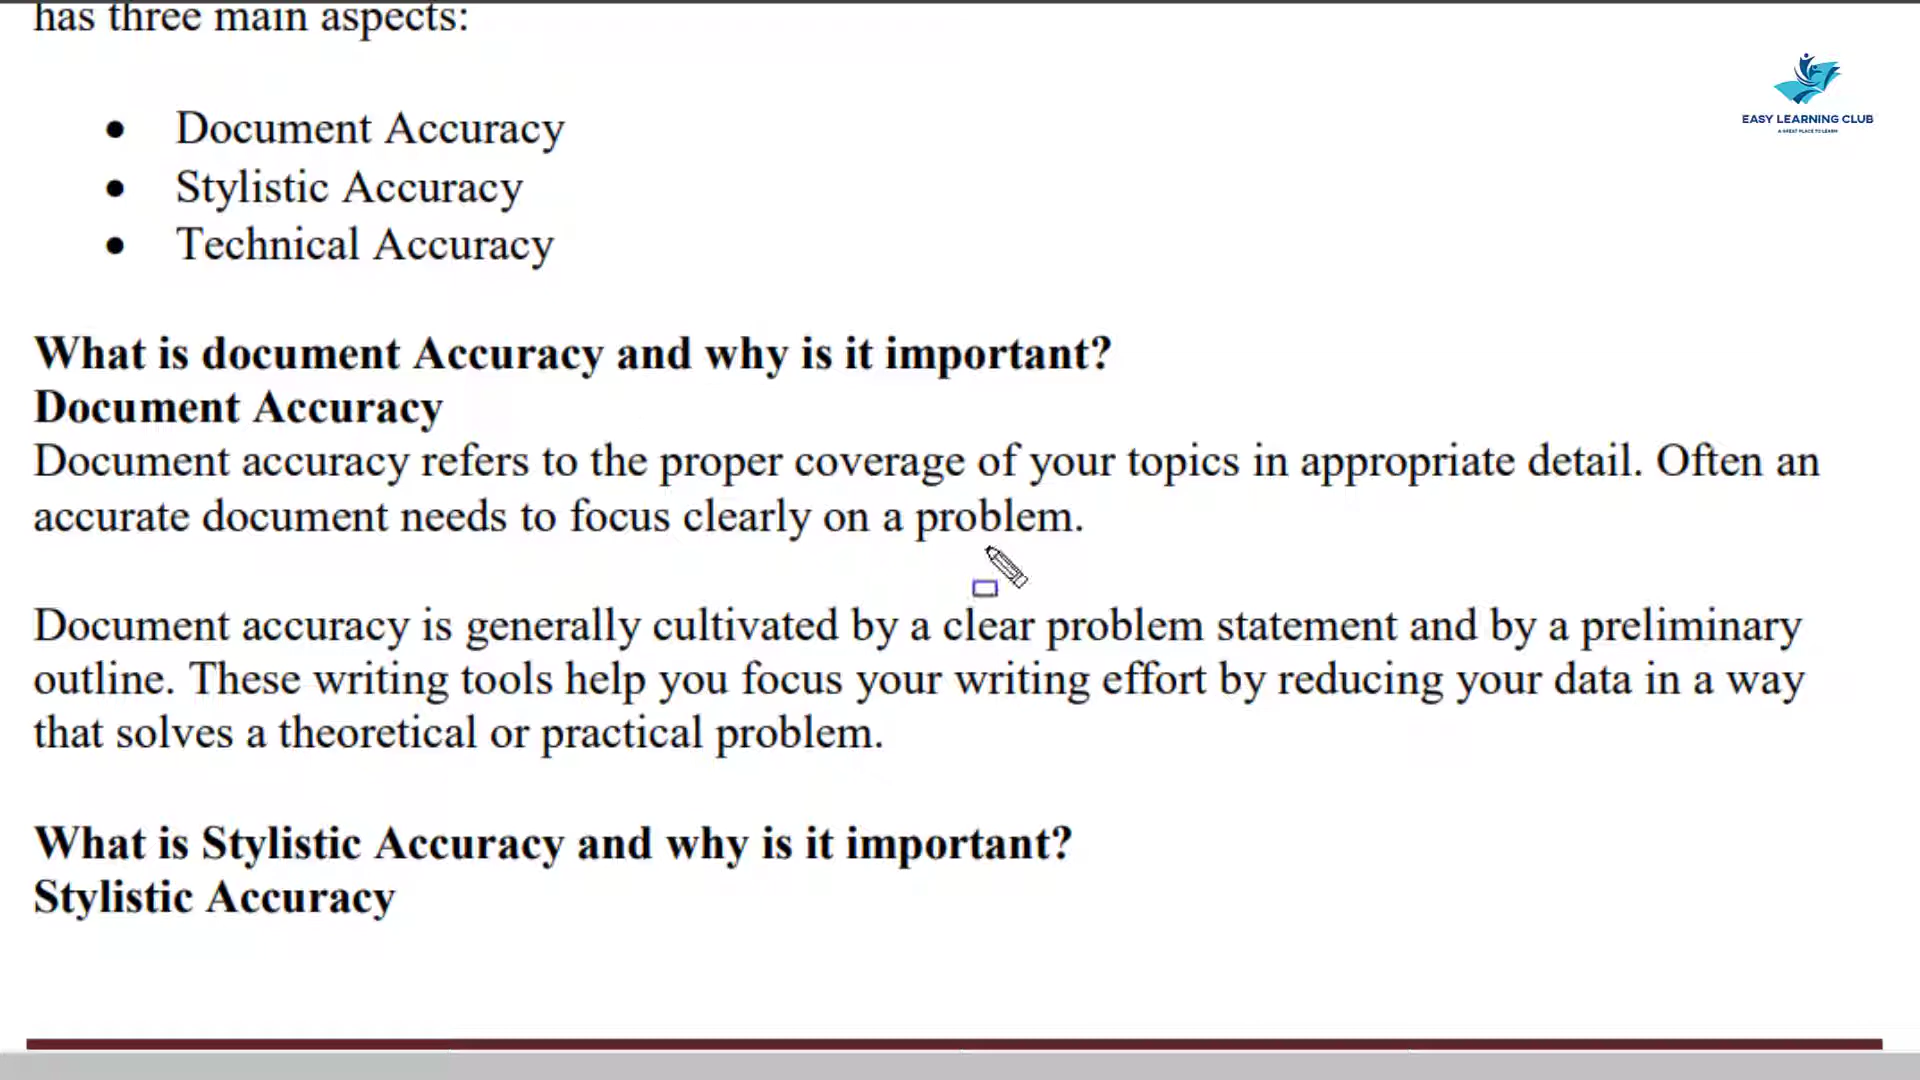 has three main aspects:
EASY LEARNING CLUB
A GREAT PLACE TO LEARN
• Document Accuracy
• Stylistic Accuracy
• Technical Accuracy
What is document Accuracy and why is it important?
Document Accuracy
Document accuracy refers to the proper coverage of your topics in appropriate detail. Often an
accurate document needs to focus clearly on a problem.
Document accuracy is generally cultivated by a clear problem statement and by a preliminary
outline. These writing tools help you focus your writing effort by reducing your data in a way
that solves a theoretical or practical problem.
What is Stylistic Accuracy and why is it important?
Stylistic Accuracy